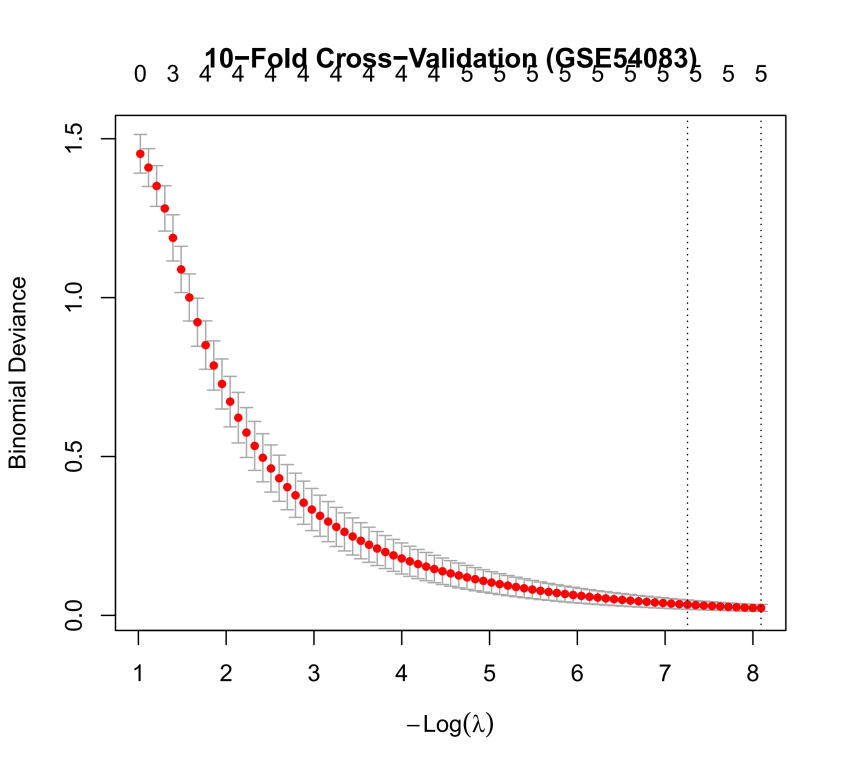 10−Fold Cross−Validation (GSE54083)
0 3 4 4 4 4 4 4 4 4 5 5 5 5 5 5 5 5 5 5
1.5
1.0
0.5
0.0
Binomial Deviance
1 2 3 4 5 6 7 8
−Log(λ)